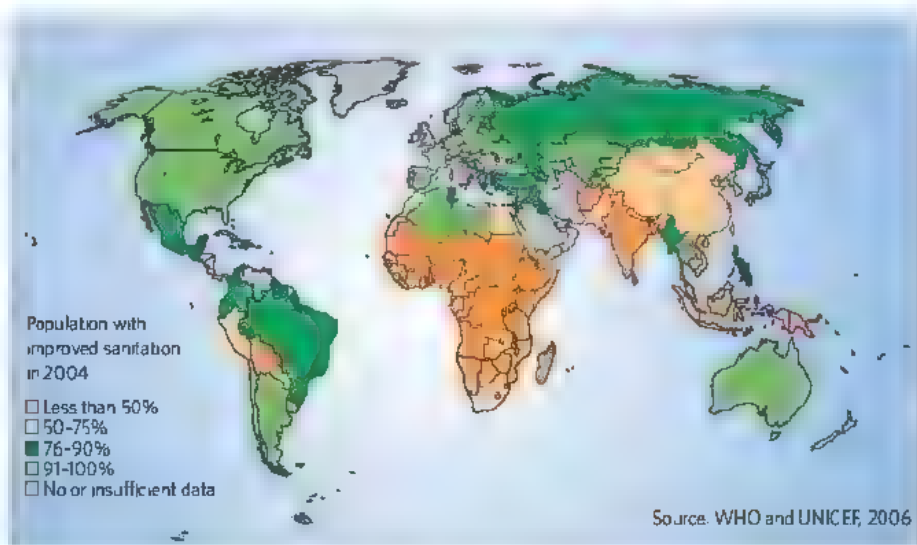 Population with
improved sanitation
in 2004
Less than 50%
50-75%
76-90%
91-100%
No or insufficient data
Source: WHO and UNICEF, 2006